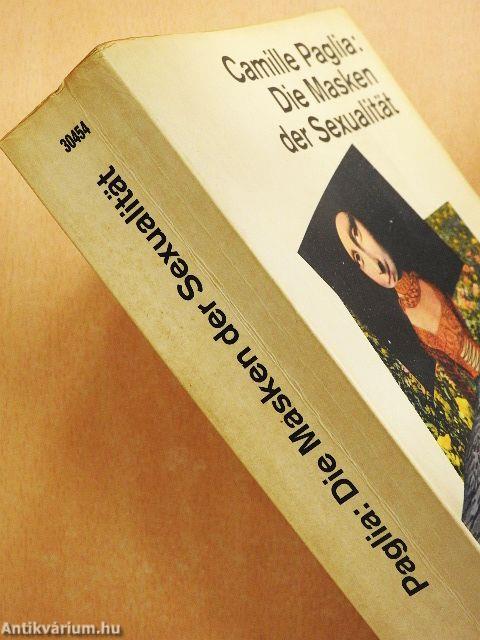 Camille Paglia:
Die Masken
der Sexualität
Paglia: Die Masken der Sexualität
30454
Antikvárium.hu